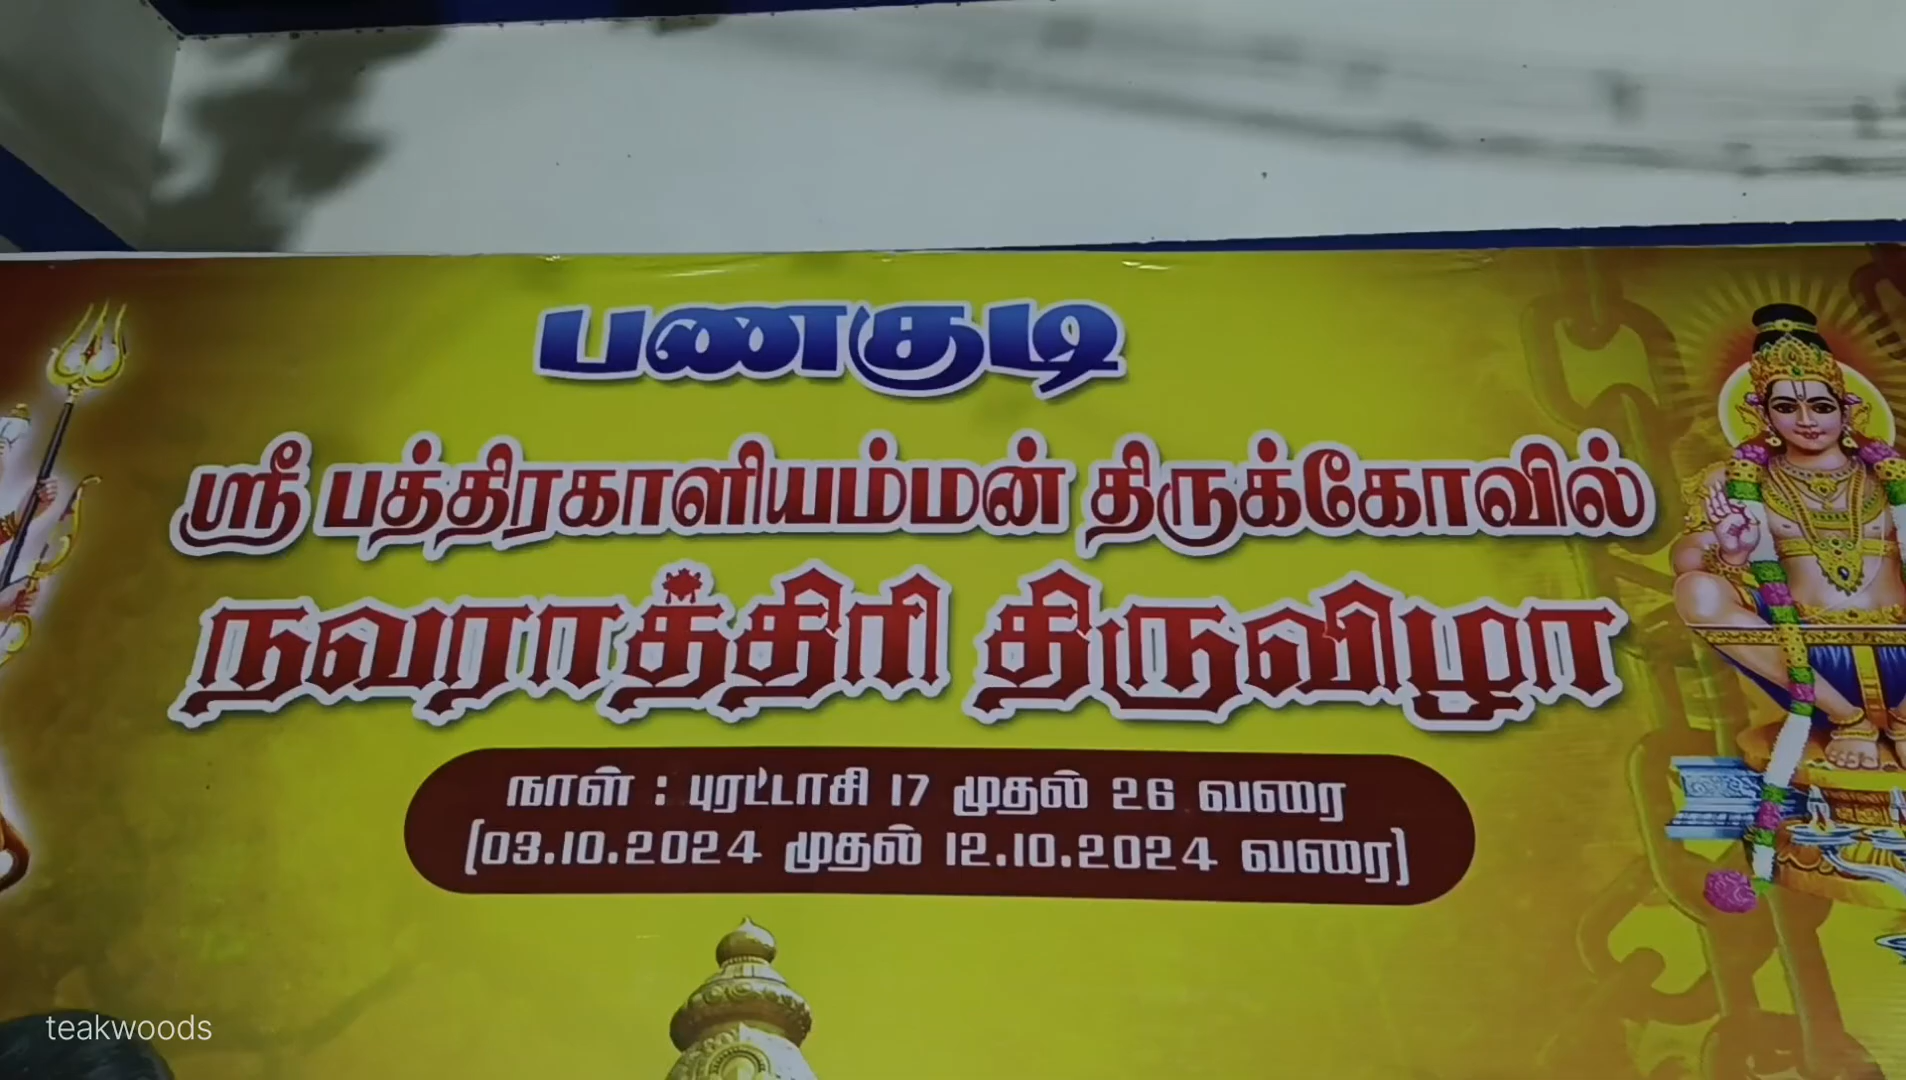 பணகுடி
ஸ்ரீ பத்திரகாளியம்மன் திருக்கோவில்
நவராத்திரி திருவிழா
நாள் : புரட்டாசி 17 முதல் 26 வரை
(03.10.2024 முதல் 12.10.2024 வரை)
teakwoods